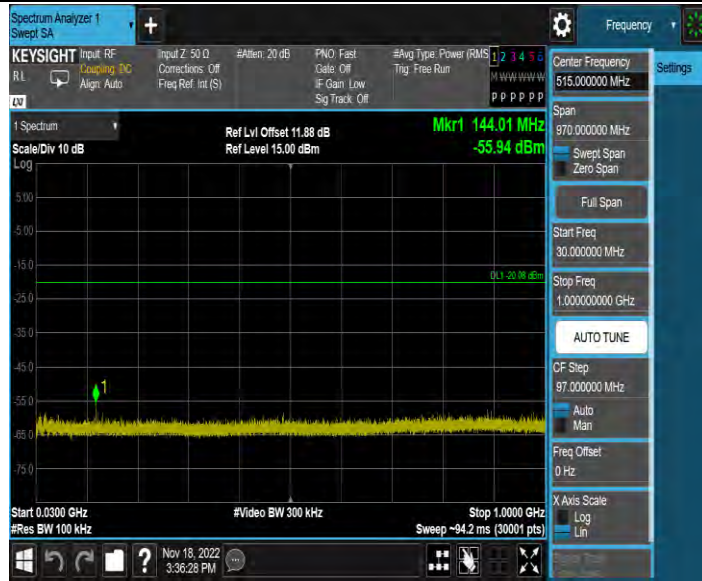 Spectrum Analyzer 1
Swept SA
Frequency
KEYSIGHT
Input: RF
Coupling: DC
Align: Auto
Input Z: 50 Ω
Corrections: Off
Freq Ref: Int (S)
#Atten: 20 dB
PNO: Fast
Gate: Off
IF Gain: Low
Sig Track: Off
#Avg Type: Power (RMS
Trig: Free Run
1 2 3 4 5 6
M W W W W W
P P P P P P
RL
LXI
1 Spectrum
Scale/Div 10 dB
Log
Ref Lvl Offset 11.88 dB
Ref Level 15.00 dBm
Mkr1 144.01 MHz
-55.94 dBm
5.00
-5.00
-15.0
DL1 -20.08 dBm
-25.0
-35.0
-45.0
1
-55.0
-65.0
-75.0
Start 0.0300 GHz
#Res BW 100 kHz
#Video BW 300 kHz
Stop 1.0000 GHz
Sweep ~94.2 ms (30001 pts)
Nov 18, 2022
3:36:28 PM
Center Frequency
515.000000 MHz
Settings
Span
970.000000 MHz
Swept Span
Zero Span
Full Span
Start Freq
30.000000 MHz
Stop Freq
1.000000000 GHz
AUTO TUNE
CF Step
97.000000 MHz
Auto
Man
Freq Offset
0 Hz
X Axis Scale
Log
Lin